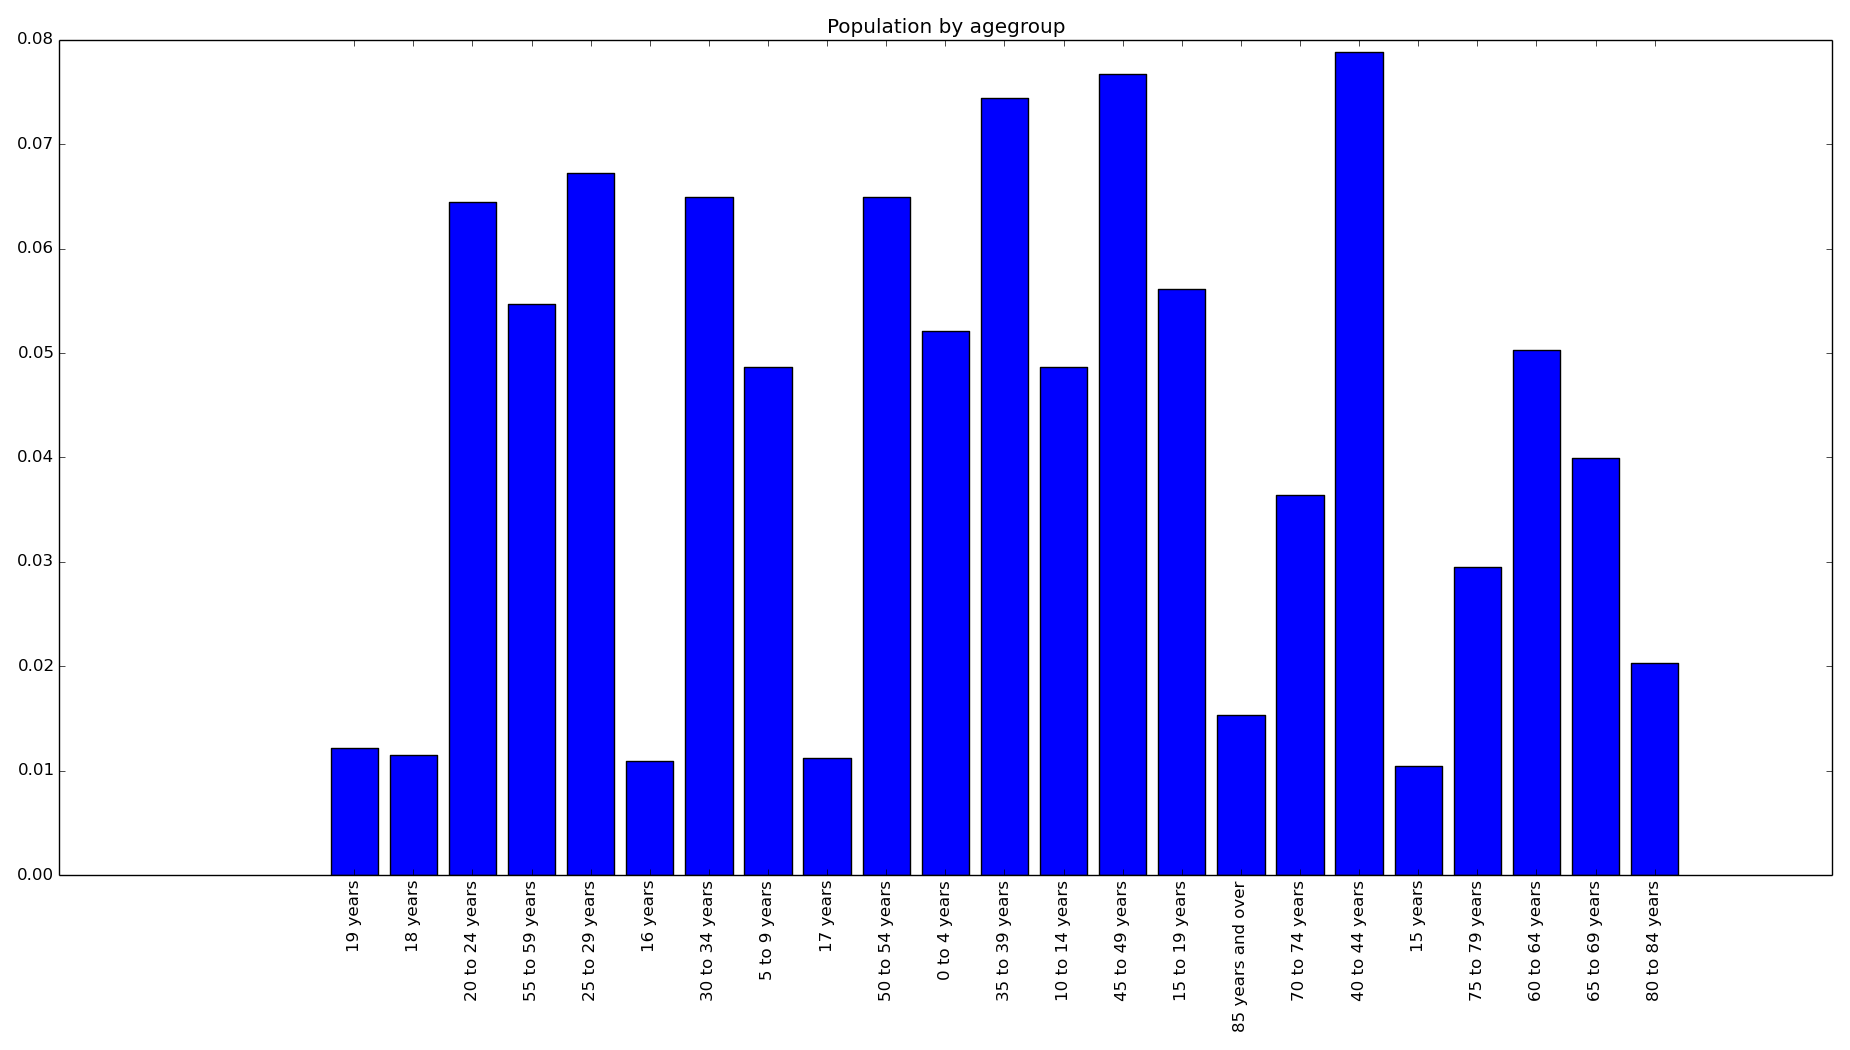 Population by agegroup
0.08
0.07
0.06
0.05
0.04
0.03
0.02
0.01
0.00
19 years
18 years
20 to 24 years
55 to 59 years
25 to 29 years
16 years
30 to 34 years
5 to 9 years
17 years
50 to 54 years
0 to 4 years
35 to 39 years
10 to 14 years
45 to 49 years
15 to 19 years
85 years and over
70 to 74 years
40 to 44 years
15 years
75 to 79 years
60 to 64 years
65 to 69 years
80 to 84 years